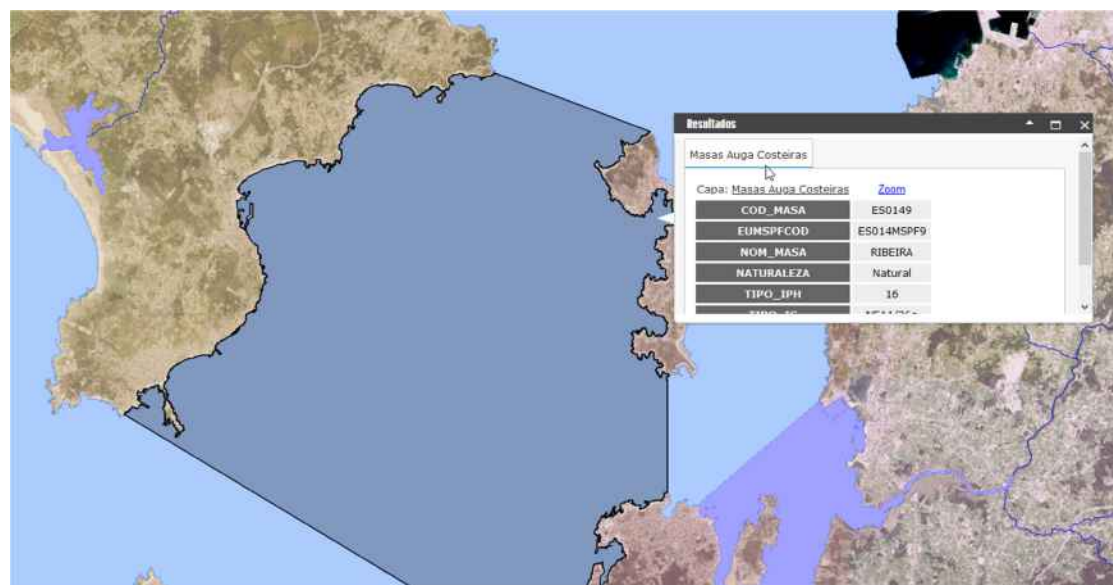 Resultados
Masas Auga Costeiras
Capa: Masas Auga Costeiras Zoom
COD_MASA ES0149
EUMSPFCOD ES014MSPF9
NOM_MASA RIBEIRA
NATURALEZA Natural
TIPO_IPH 16